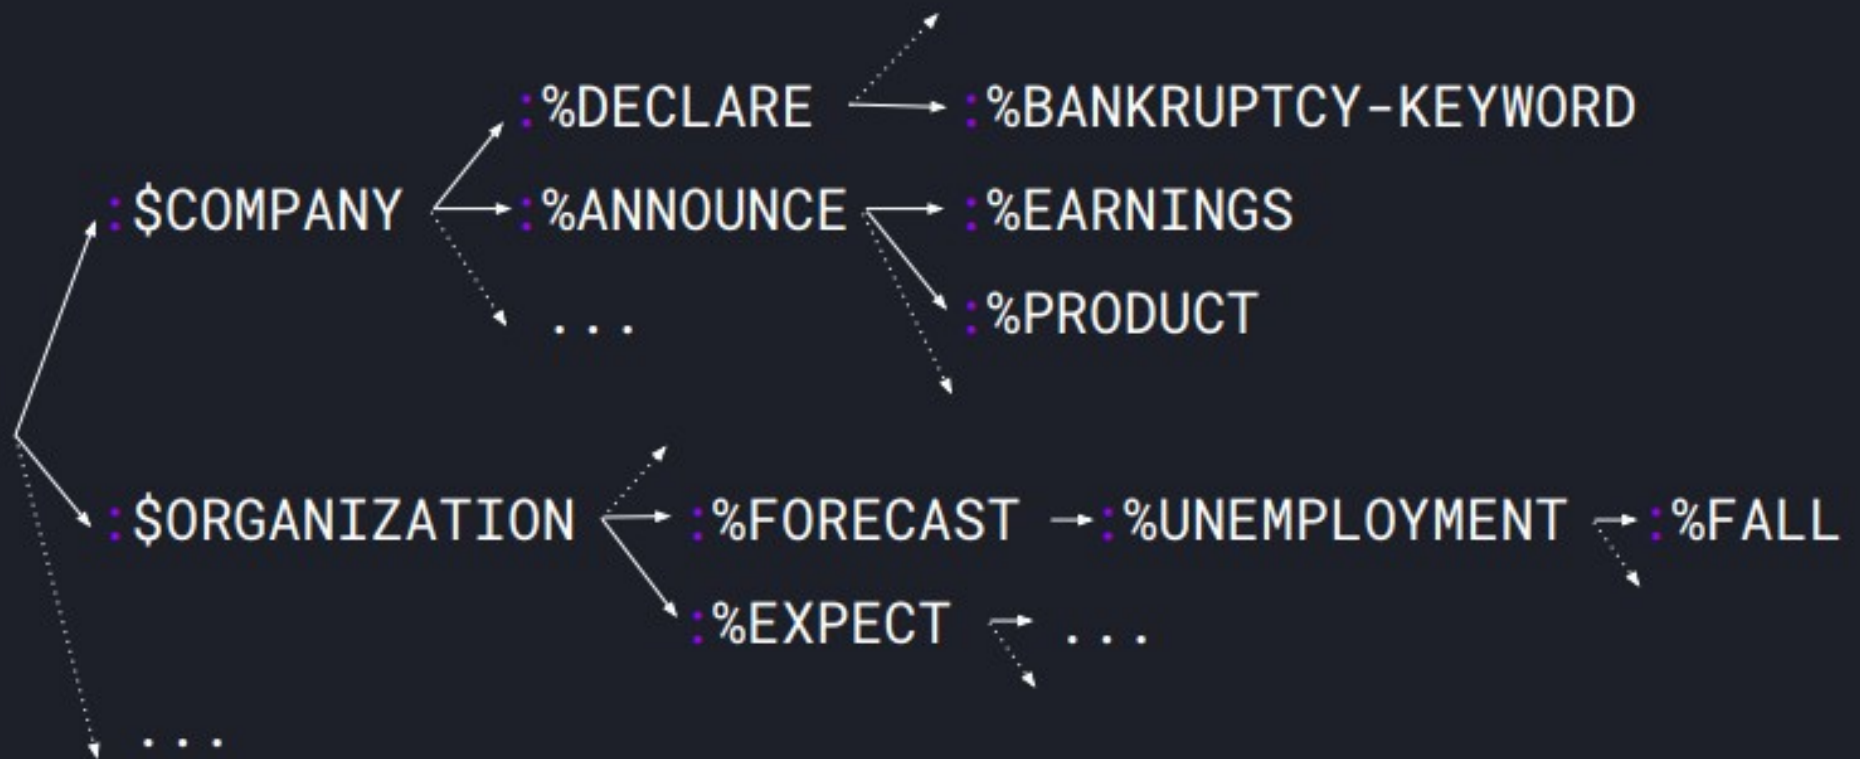 :%DECLARE :%BANKRUPTCY-KEYWORD
:$COMPANY :%ANNOUNCE :%EARNINGS
... :%PRODUCT
:$ORGANIZATION :%FORECAST :%UNEMPLOYMENT :%FALL
:%EXPECT ...
...